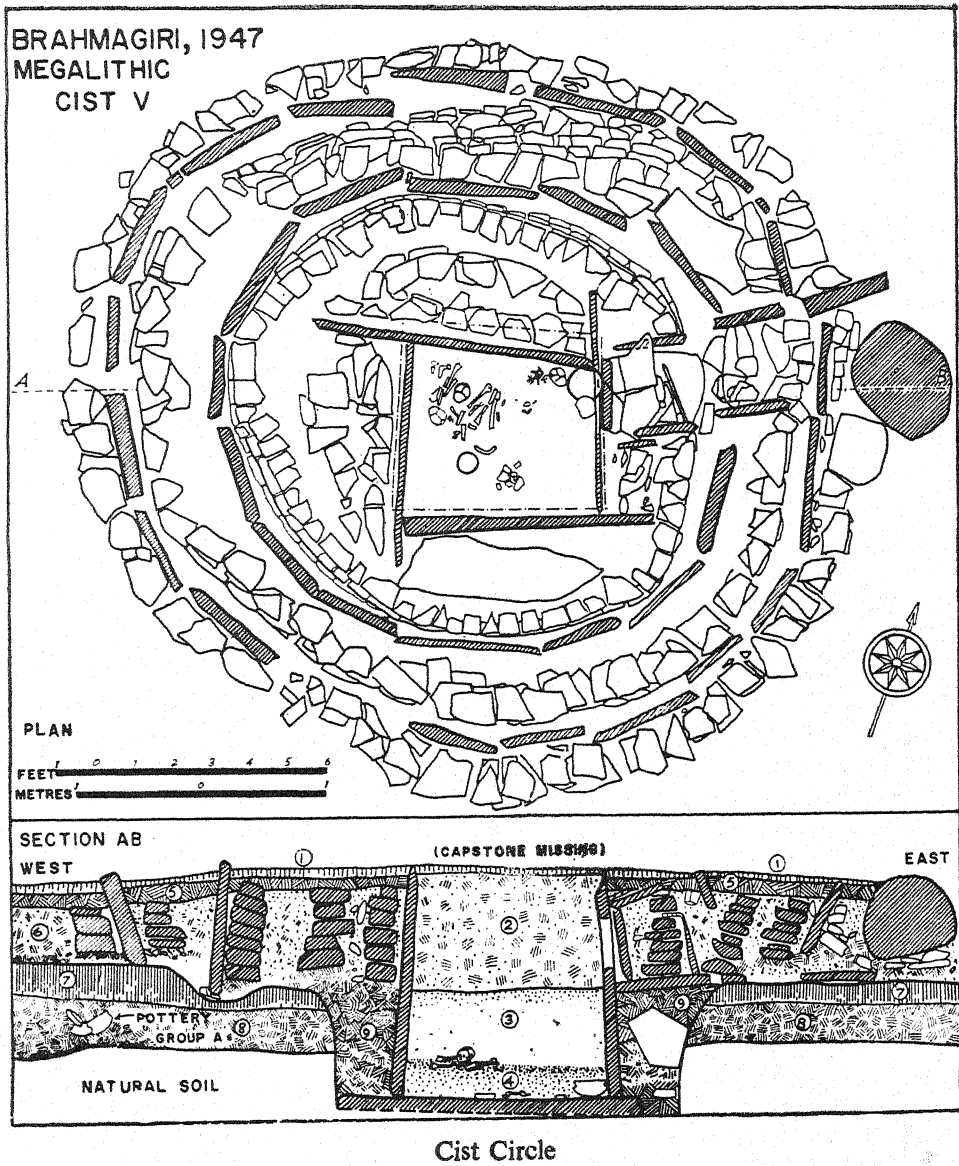 BRAHMAGIRI, 1947
MEGALITHIC
CIST V
A
PLAN
1 0 1 2 3 4 5 6
FEET
METRES
1 0 1
SECTION AB
WEST
(CAPSTONE MISSING)
EAST
1
1
5
5
6
2
7
7
3
POTTERY
GROUP A
8
9
9
8
4
NATURAL SOIL
Cist Circle